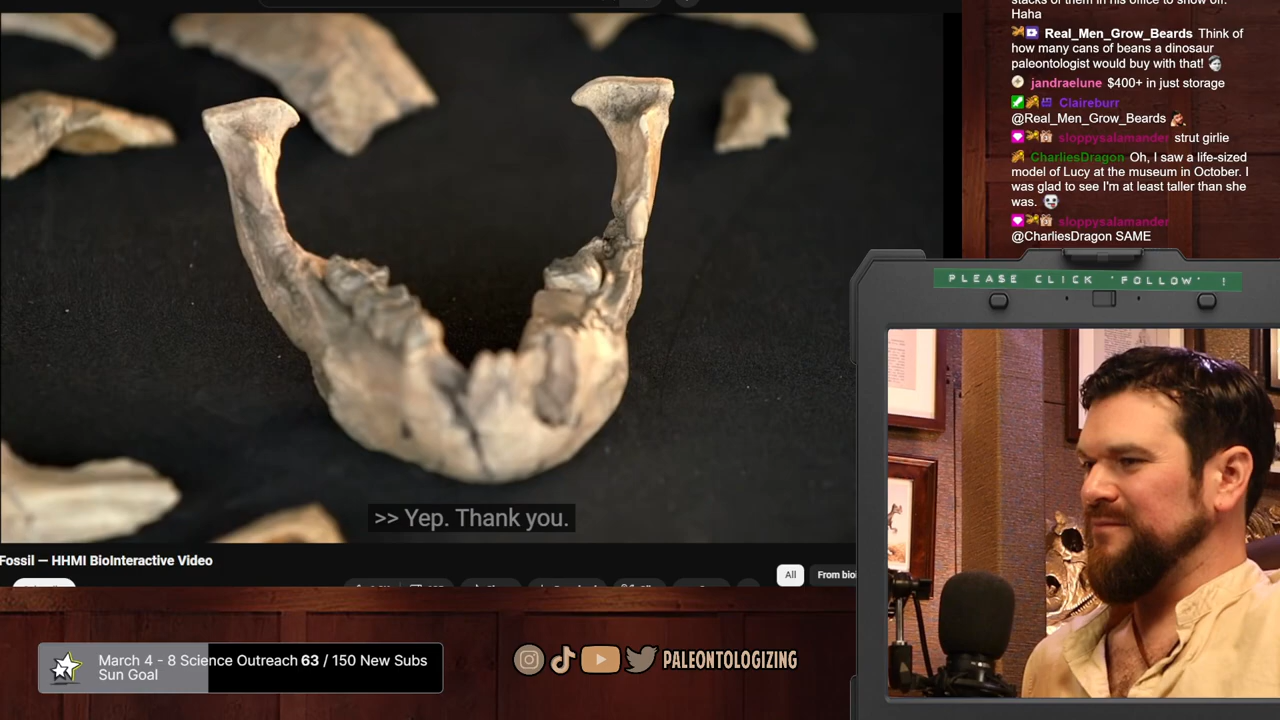 stacks of them in his office to show off.
Haha
Real_Men_Grow_Beards Think of
how many cans of beans a dinosaur
paleontologist would buy with that!
jandraelune $400+ in just storage
Claireburr
@Real_Men_Grow_Beards
sloppysalamander strut girlie
CharliesDragon Oh, I saw a life-sized
model of Lucy at the museum in October. I
was glad to see I'm at least taller than she
was.
sloppysalamander
@CharliesDragon SAME
PLEASE CLICK 'FOLLOW' !
>> Yep. Thank you.
Fossil — HHMI BioInteractive Video
All
From bio
March 4 - 8 Science Outreach 63 / 150 New Subs
Sun Goal
PALEONTOLOGIZING